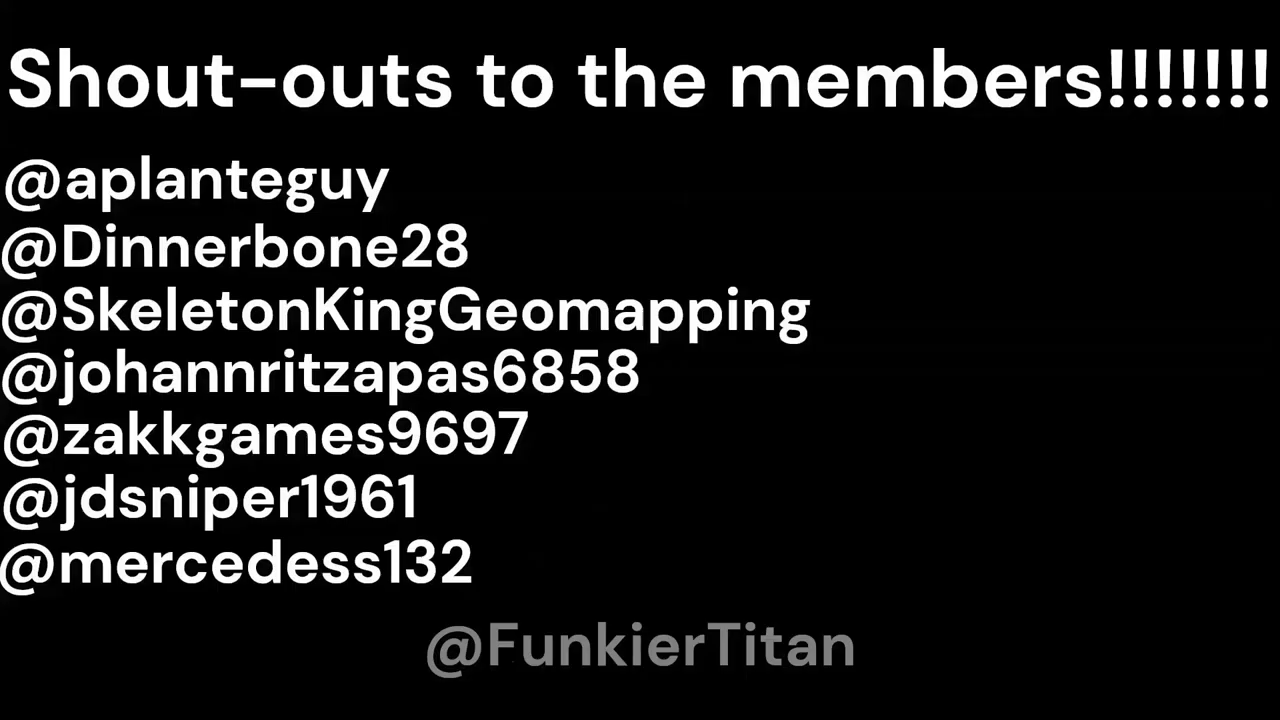 Shout-outs to the members!!!!!!!
@aplanteguy
@Dinnerbone28
@SkeletonKingGeomapping
@johannritzapas6858
@zakkgames9697
@jdsniper1961
@mercedess132
@FunkierTitan